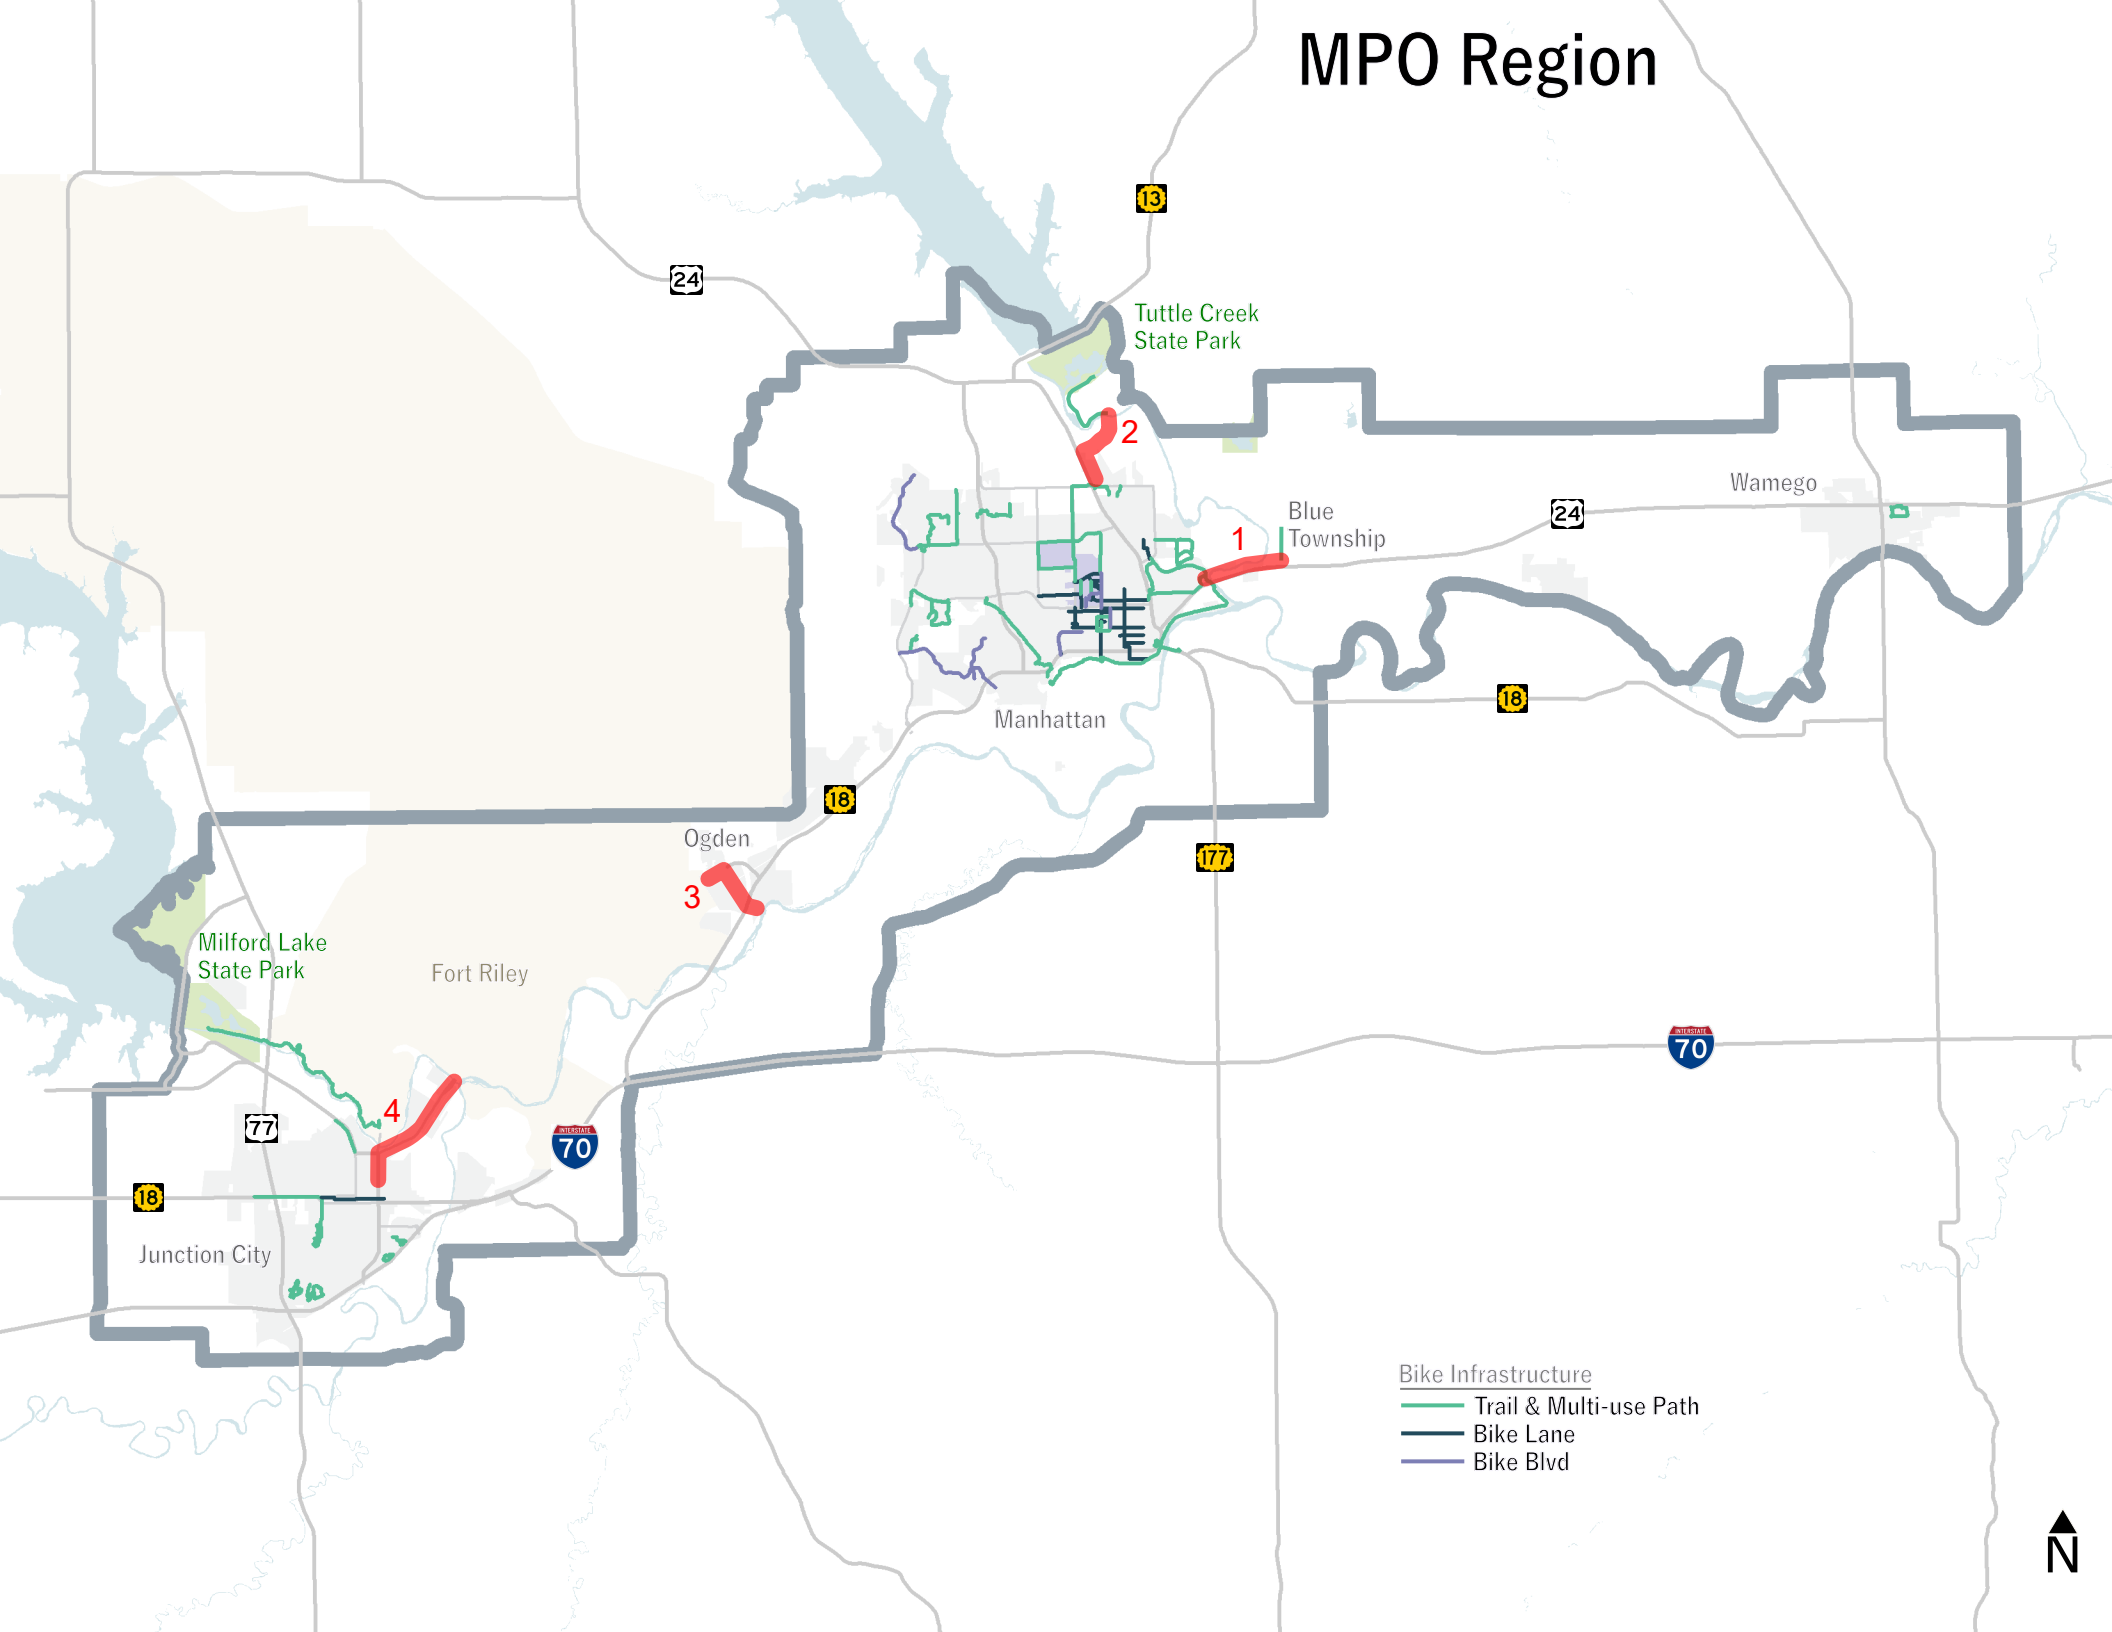 MPO Region
13
24
Tuttle Creek
State Park
2
Wamego
24
Blue
Township
1
18
Manhattan
18
Ogden
177
3
Milford Lake
State Park
Fort Riley
INTERSTATE
70
4
77
INTERSTATE
70
18
Junction City
Bike Infrastructure
Trail & Multi-use Path
Bike Lane
Bike Blvd
N